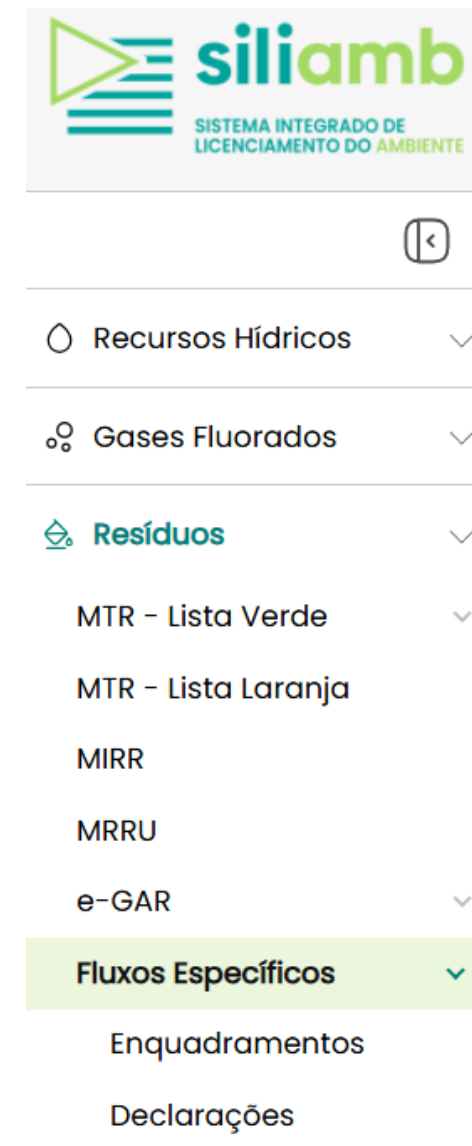 siliamb
SISTEMA INTEGRADO DE
LICENCIAMENTO DO AMBIENTE
Recursos Hídricos
Gases Fluorados
Resíduos
MTR - Lista Verde
MTR - Lista Laranja
MIRR
MRRU
e-GAR
Fluxos Específicos
Enquadramentos
Declarações